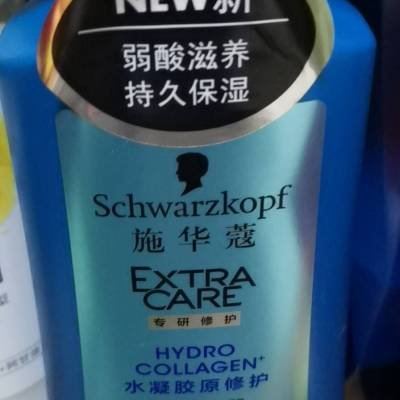 NEW新
弱酸滋养
持久保湿
Schwarzkopf
施华蔻
EXTRA
CARE
专研修护
HYDRO
COLLAGEN+
水凝胶原修护